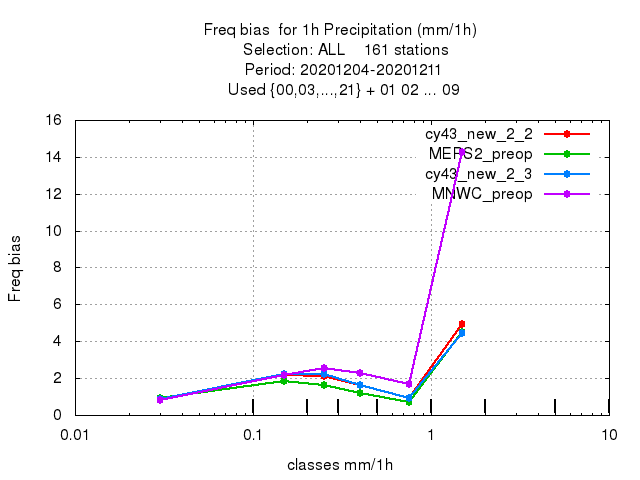 Freq bias  for 1h Precipitation (mm/1h)
Selection: ALL    161 stations
Period: 20201204-20201211
Used {00,03,...,21} + 01 02 ... 09
16
14
12
10
8
6
4
2
0
Freq bias
cy43_new_2_2
MEPS2_preop
cy43_new_2_3
MNWC_preop
0.01
0.1
1
10
classes mm/1h